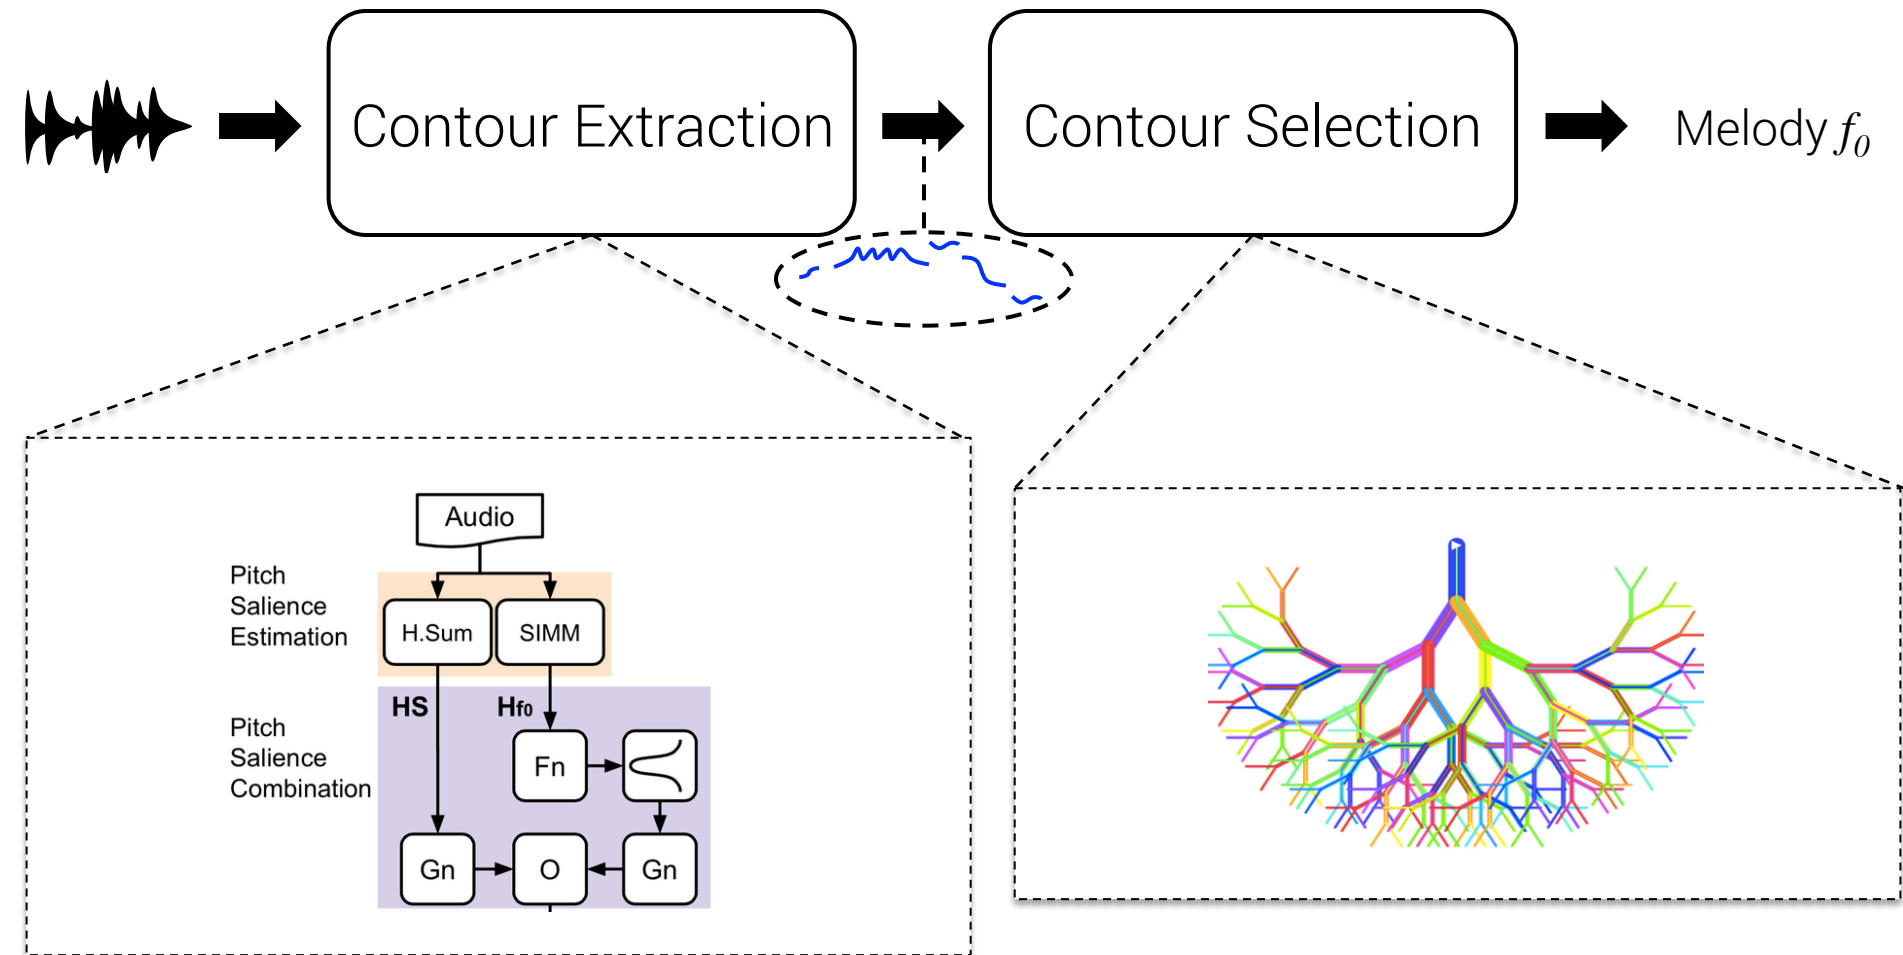 Contour Extraction
Contour Selection
Melody f0
Audio
Pitch
Salience
Estimation
H.Sum
SIMM
HS
Hf0
Pitch
Salience
Combination
Fn
Gn
O
Gn